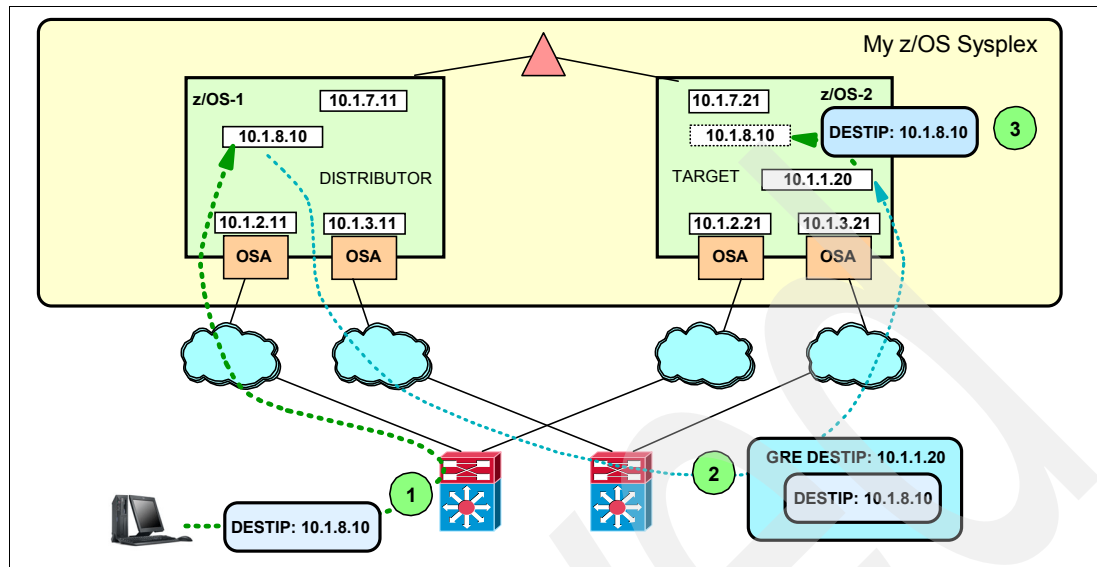 My z/OS Sysplex
z/OS-1
10.1.7.11
10.1.8.10
DISTRIBUTOR
10.1.2.11
10.1.3.11
OSA
OSA
10.1.7.21
z/OS-2
10.1.8.10
DESTIP: 10.1.8.10
3
TARGET
10.1.1.20
10.1.2.21
10.1.3.21
OSA
OSA
1
DESTIP: 10.1.8.10
2
GRE DESTIP: 10.1.1.20
DESTIP: 10.1.8.10